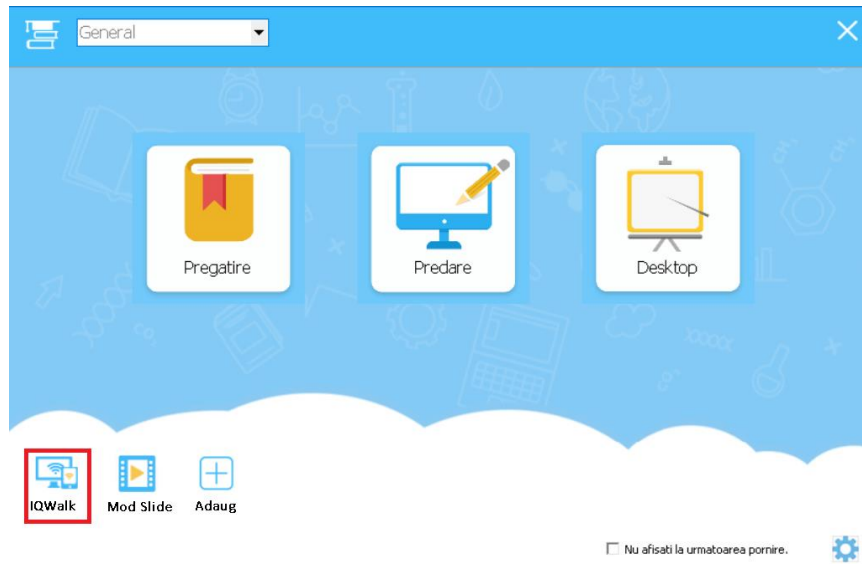 General
Pregatire
Predare
Desktop
IQWalk
Mod Slide
Adaug
Nu afisati la urmatoarea pornire.